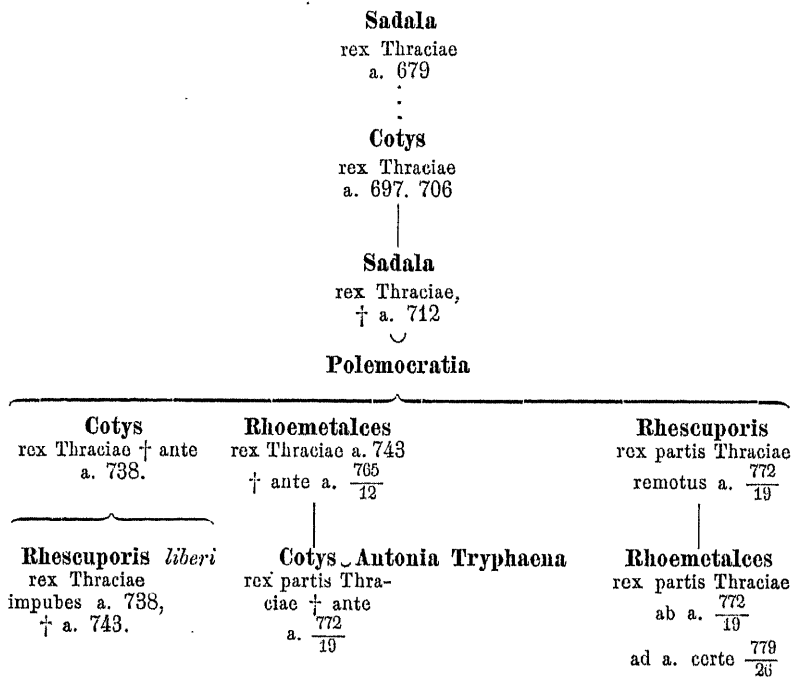 Sadala
rex Thraciae
a. 679
Cotys
rex Thraciae
a. 697. 706
Sadala
rex Thraciae,
† a. 712
Polemocratia
Cotys
rex Thraciae † ante
a. 738.
Rhoemetalces
rex Thraciae a. 743
† ante a. 765/12
Rhescuporis
rex partis Thraciae
remotus a. 772/19
Rhescuporis liberi
rex Thraciae
impubes a. 738,
† a. 743.
Cotys ⌣ Antonia Tryphaena
rex partis Thra-
ciae † ante
a. 772/19
Rhoemetalces
rex partis Thraciae
ab a. 772/19
ad a. certe 779/26